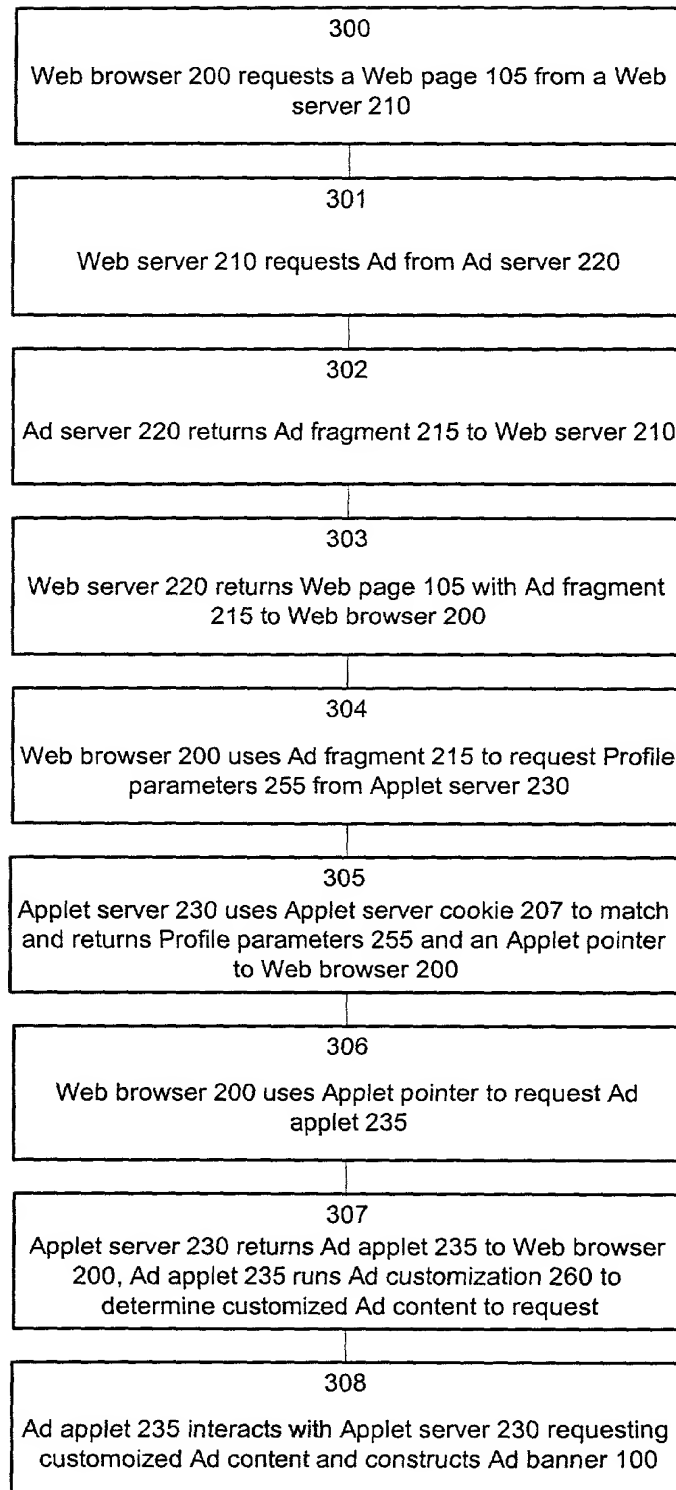 300
Web browser 200 requests a Web page 105 from a Web
server 210
301
Web server 210 requests Ad from Ad server 220
302
Ad server 220 returns Ad fragment 215 to Web server 210
303
Web server 220 returns Web page 105 with Ad fragment
215 to Web browser 200
304
Web browser 200 uses Ad fragment 215 to request Profile
parameters 255 from Applet server 230
305
Applet server 230 uses Applet server cookie 207 to match
and returns Profile parameters 255 and an Applet pointer
to Web browser 200
306
Web browser 200 uses Applet pointer to request Ad
applet 235
307
Applet server 230 returns Ad applet 235 to Web browser
200, Ad applet 235 runs Ad customization 260 to
determine customized Ad content to request
308
Ad applet 235 interacts with Applet server 230 requesting
customoized Ad content and constructs Ad banner 100